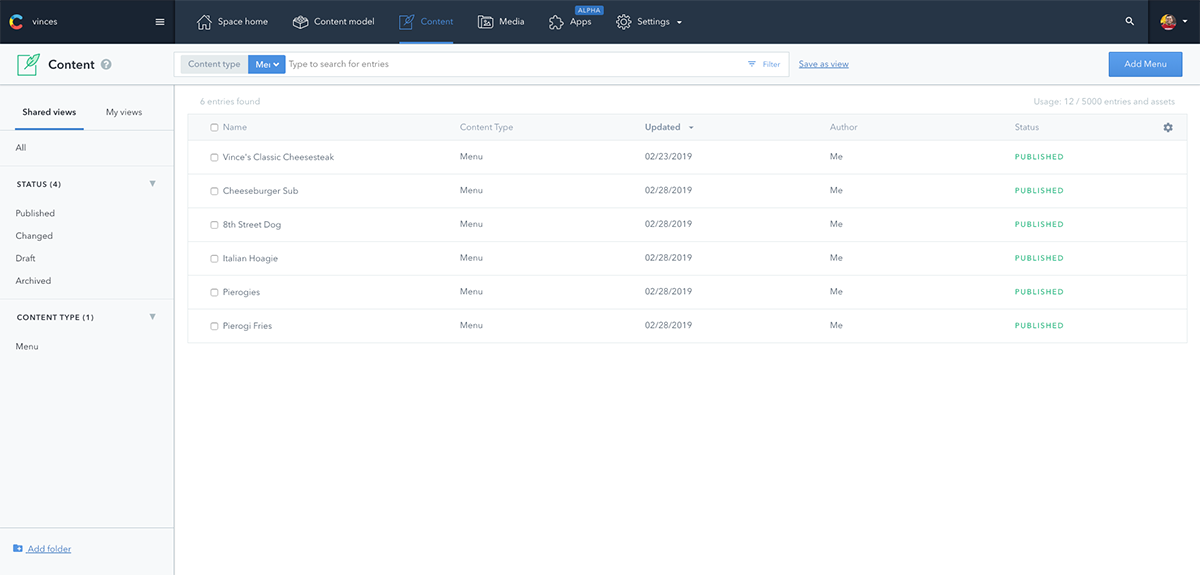 vinces
Space home
Content model
Content
Media
ALPHA
Apps
Settings
Content ?
Content type
Me
Type to search for entries
Filter
Save as view
Add Menu
Shared views
My views
All
STATUS (4)
Published
Changed
Draft
Archived
CONTENT TYPE (1)
Menu
Add folder
6 entries found
Usage: 12 / 5000 entries and assets
Name Content Type Updated Author Status
Vince's Classic Cheesesteak Menu 02/23/2019 Me PUBLISHED
Cheeseburger Sub Menu 02/28/2019 Me PUBLISHED
8th Street Dog Menu 02/28/2019 Me PUBLISHED
Italian Hoagie Menu 02/28/2019 Me PUBLISHED
Pierogies Menu 02/28/2019 Me PUBLISHED
Pierogi Fries Menu 02/28/2019 Me PUBLISHED